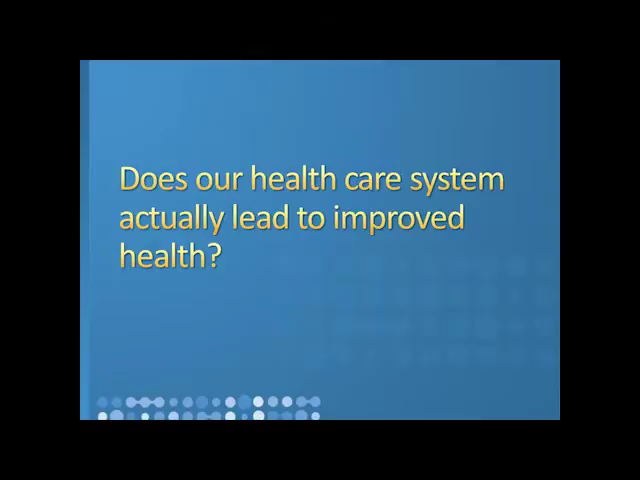 Does our health care system
actually lead to improved
health?